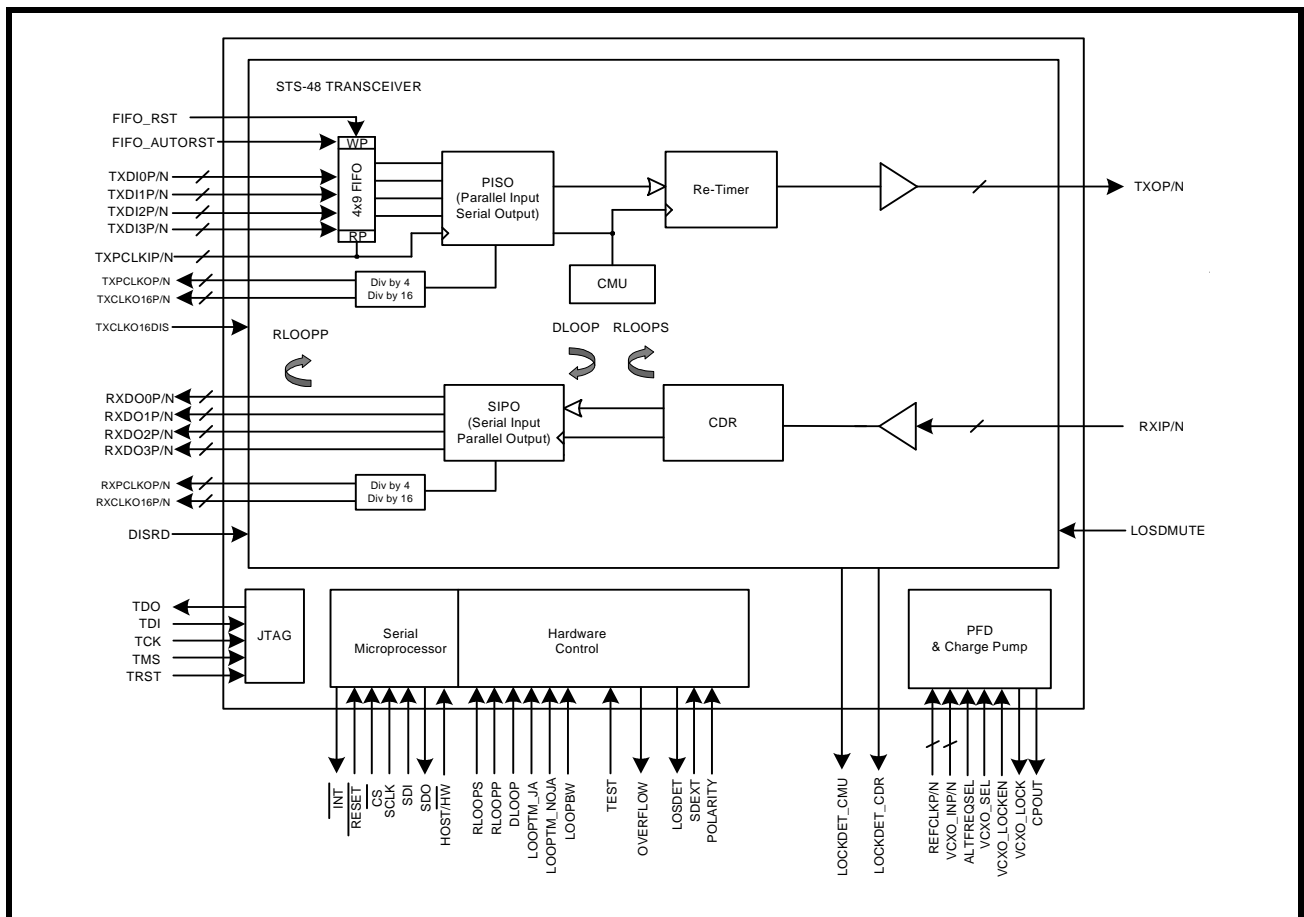 STS-48 TRANSCEIVER
FIFO_RST
FIFO_AUTORST
WP
4x9 FIFO
RP
TXDI0P/N
TXDI1P/N
TXDI2P/N
TXDI3P/N
TXPCLKIP/N
TXPCLKOP/N
TXCLKO16P/N
TXCLKO16DIS
Div by 4
Div by 16
PISO
(Parallel Input
Serial Output)
Re-Timer
CMU
TXOP/N
RLOOPP
DLOOP
RLOOPS
RXDO0P/N
RXDO1P/N
RXDO2P/N
RXDO3P/N
RXPCLKOP/N
RXCLKO16P/N
Div by 4
Div by 16
SIPO
(Serial Input
Parallel Output)
CDR
RXIP/N
DISRD
LOSDMUTE
TDO
TDI
TCK
TMS
TRST
JTAG
Serial
Microprocessor
Hardware
Control
PFD
& Charge Pump
INT
RESET
CS
SCLK
SDI
SDO
HOST/HW
RLOOPS
RLOOPP
DLOOP
LOOPTM_JA
LOOPTM_NOJA
LOOPBW
TEST
OVERFLOW
LOSDET
SDEXT
POLARITY
LOCKDET_CMU
LOCKDET_CDR
REFCLKP/N
VCXO_INP/N
ALTFREQSEL
VCXO_SEL
VCXO_LOCKEN
VCXO_LOCK
CPOUT